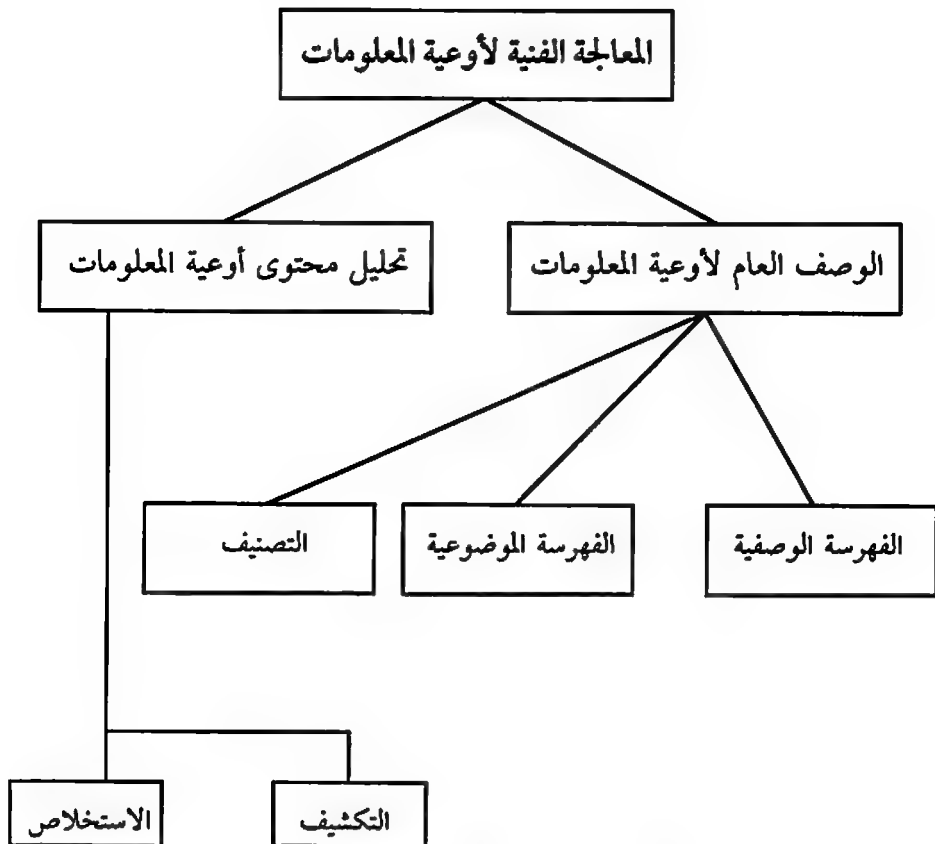 المعالجة الفنية لأوعية المعلومات
الوصف العام لأوعية المعلومات
تحليل محتوى أوعية المعلومات
الفهرسة الوصفية
الفهرسة الموضوعية
التصنيف
التكشيف
الاستخلاص